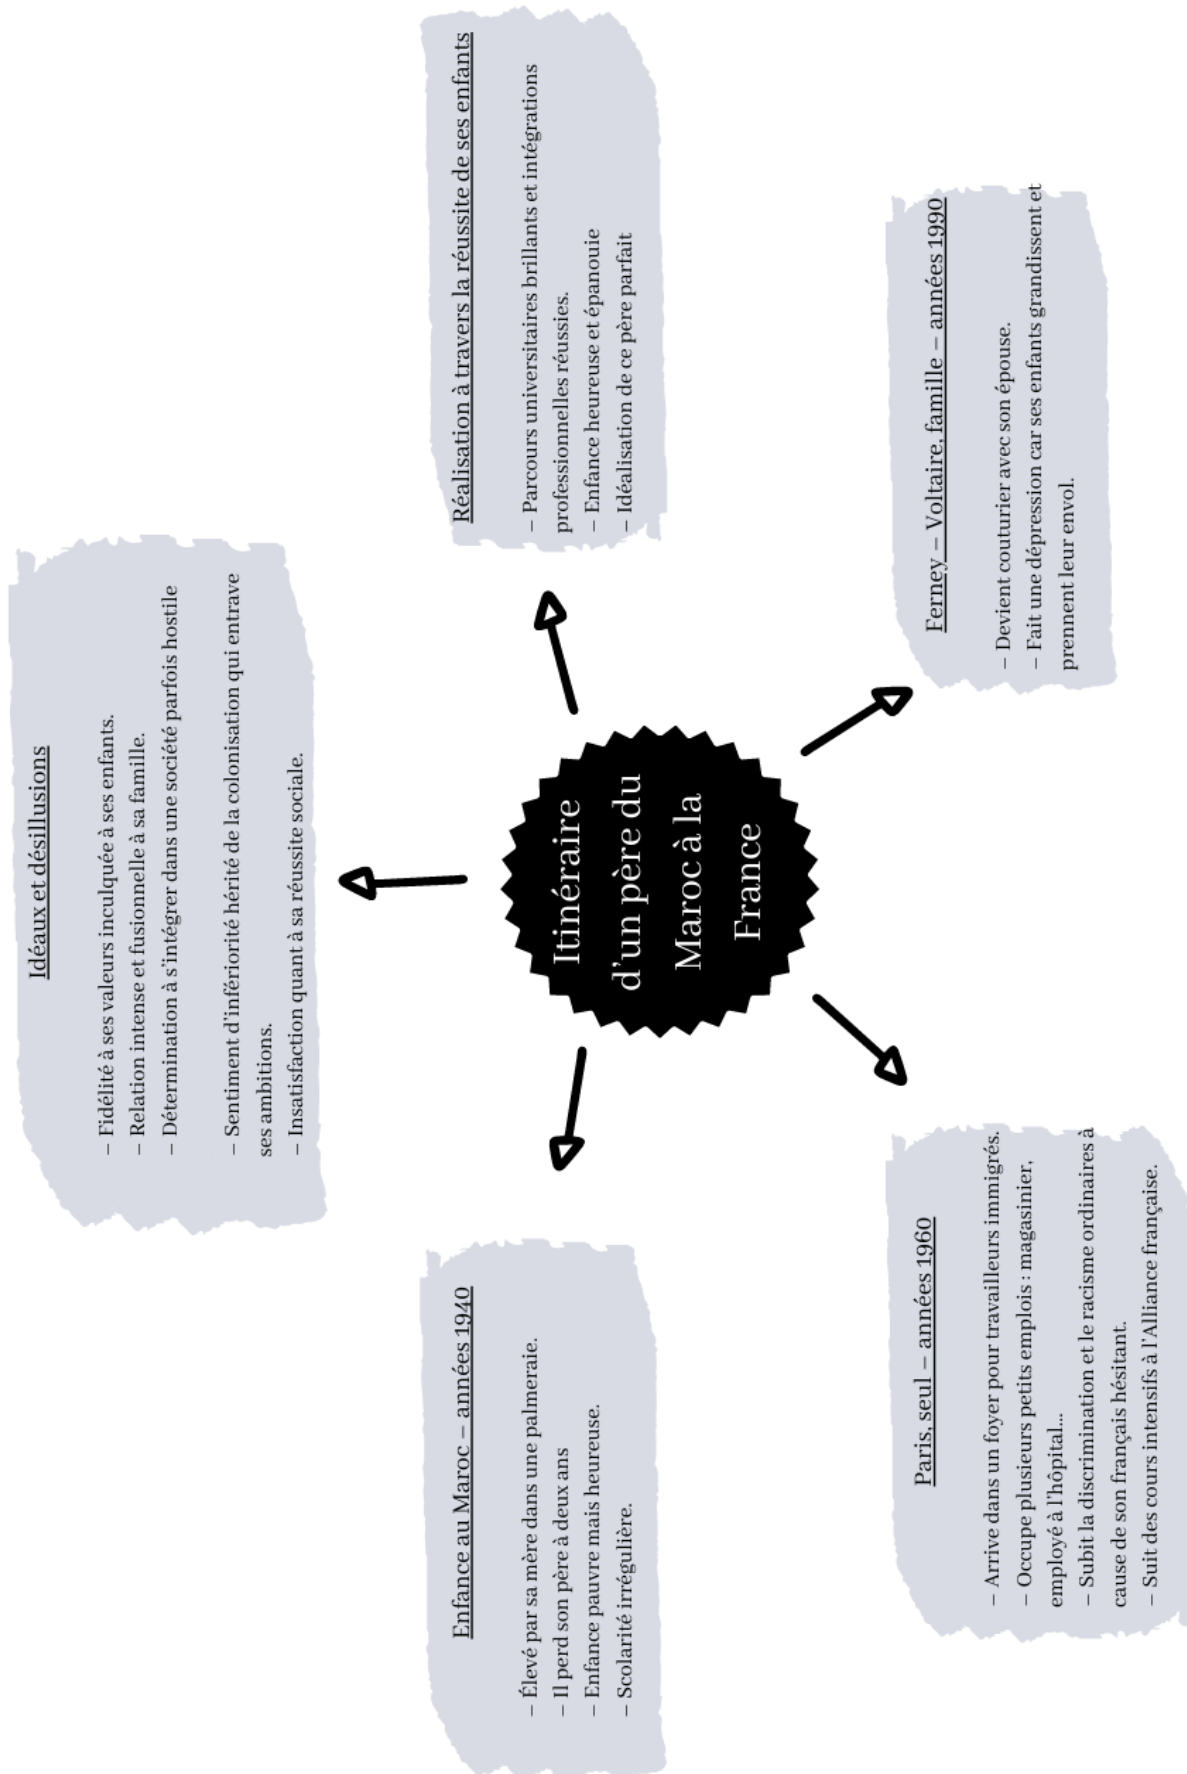 Idéaux et désillusions
– Fidélité à ses valeurs inculquée à ses enfants.
– Relation intense et fusionnelle à sa famille.
– Détermination à s'intégrer dans une société parfois hostile
– Sentiment d'infériorité hérité de la colonisation qui entrave
ses ambitions.
– Insatisfaction quant à sa réussite sociale.
Enfance au Maroc – années 1940
– Élevé par sa mère dans une palmeraie.
– Il perd son père à deux ans
– Enfance pauvre mais heureuse.
– Scolarité irrégulière.
Itinéraire
d'un père du
Maroc à la
France
Réalisation à travers la réussite de ses enfants
– Parcours universitaires brillants et intégrations
professionnelles réussies.
– Enfance heureuse et épanouie
– Idéalisation de ce père parfait
Paris, seul – années 1960
– Arrive dans un foyer pour travailleurs immigrés.
– Occupe plusieurs petits emplois : magasinier,
employé à l'hôpital...
– Subit la discrimination et le racisme ordinaires à
cause de son français hésitant.
– Suit des cours intensifs à l'Alliance française.
Ferney – Voltaire, famille – années 1990
– Devient couturier avec son épouse.
– Fait une dépression car ses enfants grandissent et
prennent leur envol.